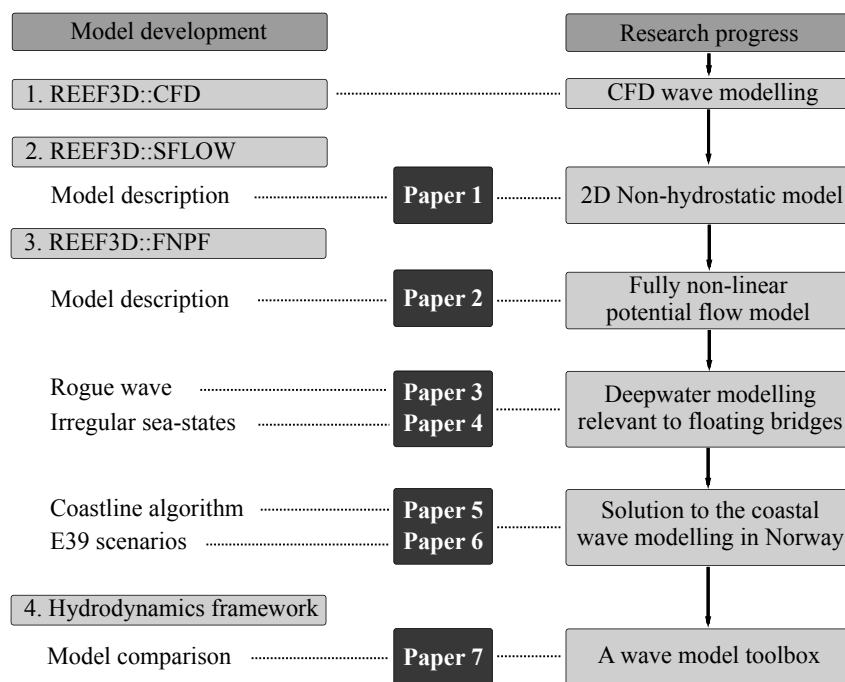 Model development
Research progress
1. REEF3D::CFD
CFD wave modelling
2. REEF3D::SFLOW
Model description
Paper 1
2D Non-hydrostatic model
3. REEF3D::FNPF
Model description
Paper 2
Fully non-linear
potential flow model
Rogue wave
Paper 3
Irregular sea-states
Paper 4
Deepwater modelling
relevant to floating bridges
Coastline algorithm
Paper 5
E39 scenarios
Paper 6
Solution to the coastal
wave modelling in Norway
4. Hydrodynamics framework
Model comparison
Paper 7
A wave model toolbox